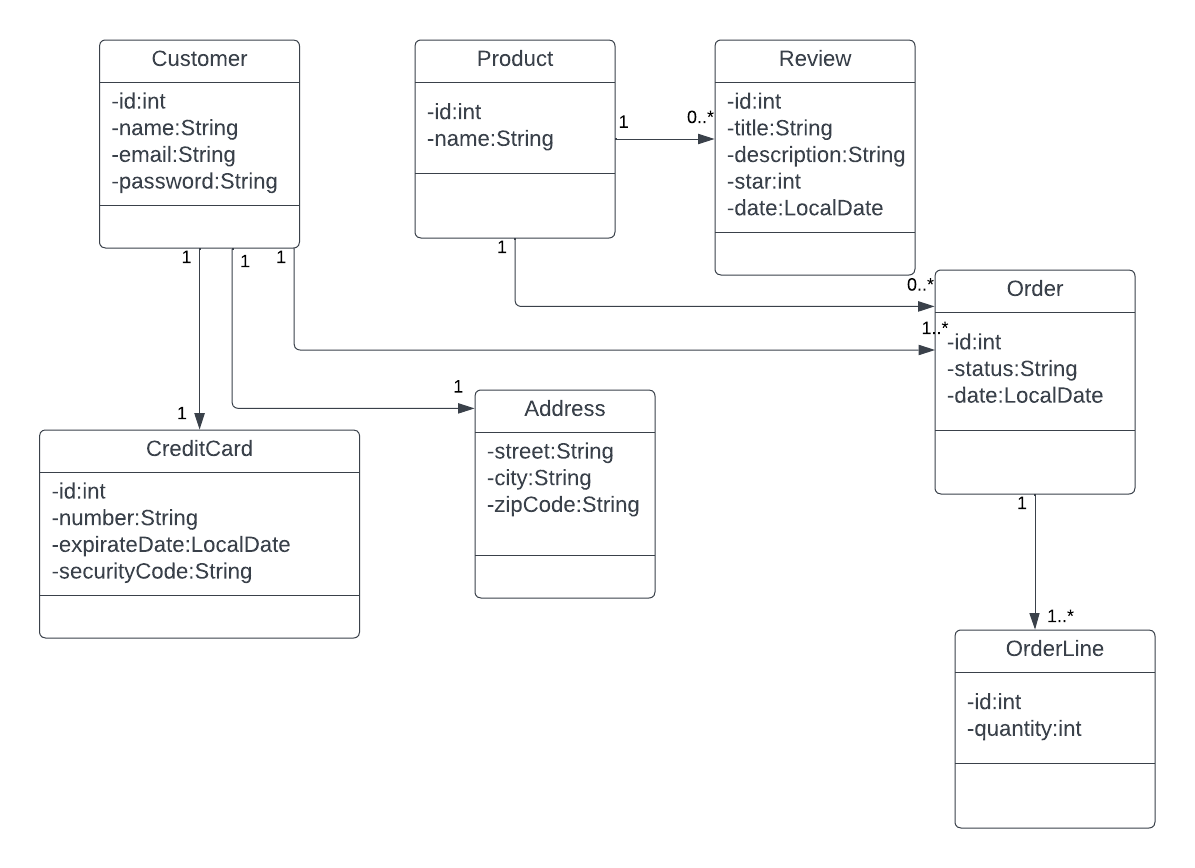 Customer
-id:int
-name:String
-email:String
-password:String
Product
-id:int
-name:String
Review
-id:int
-title:String
-description:String
-star:int
-date:LocalDate
1
0..*
1
1
1
1
0..*
1..*
Order
-id:int
-status:String
-date:LocalDate
1
1
CreditCard
-id:int
-number:String
-expirateDate:LocalDate
-securityCode:String
Address
-street:String
-city:String
-zipCode:String
1
1..*
OrderLine
-id:int
-quantity:int